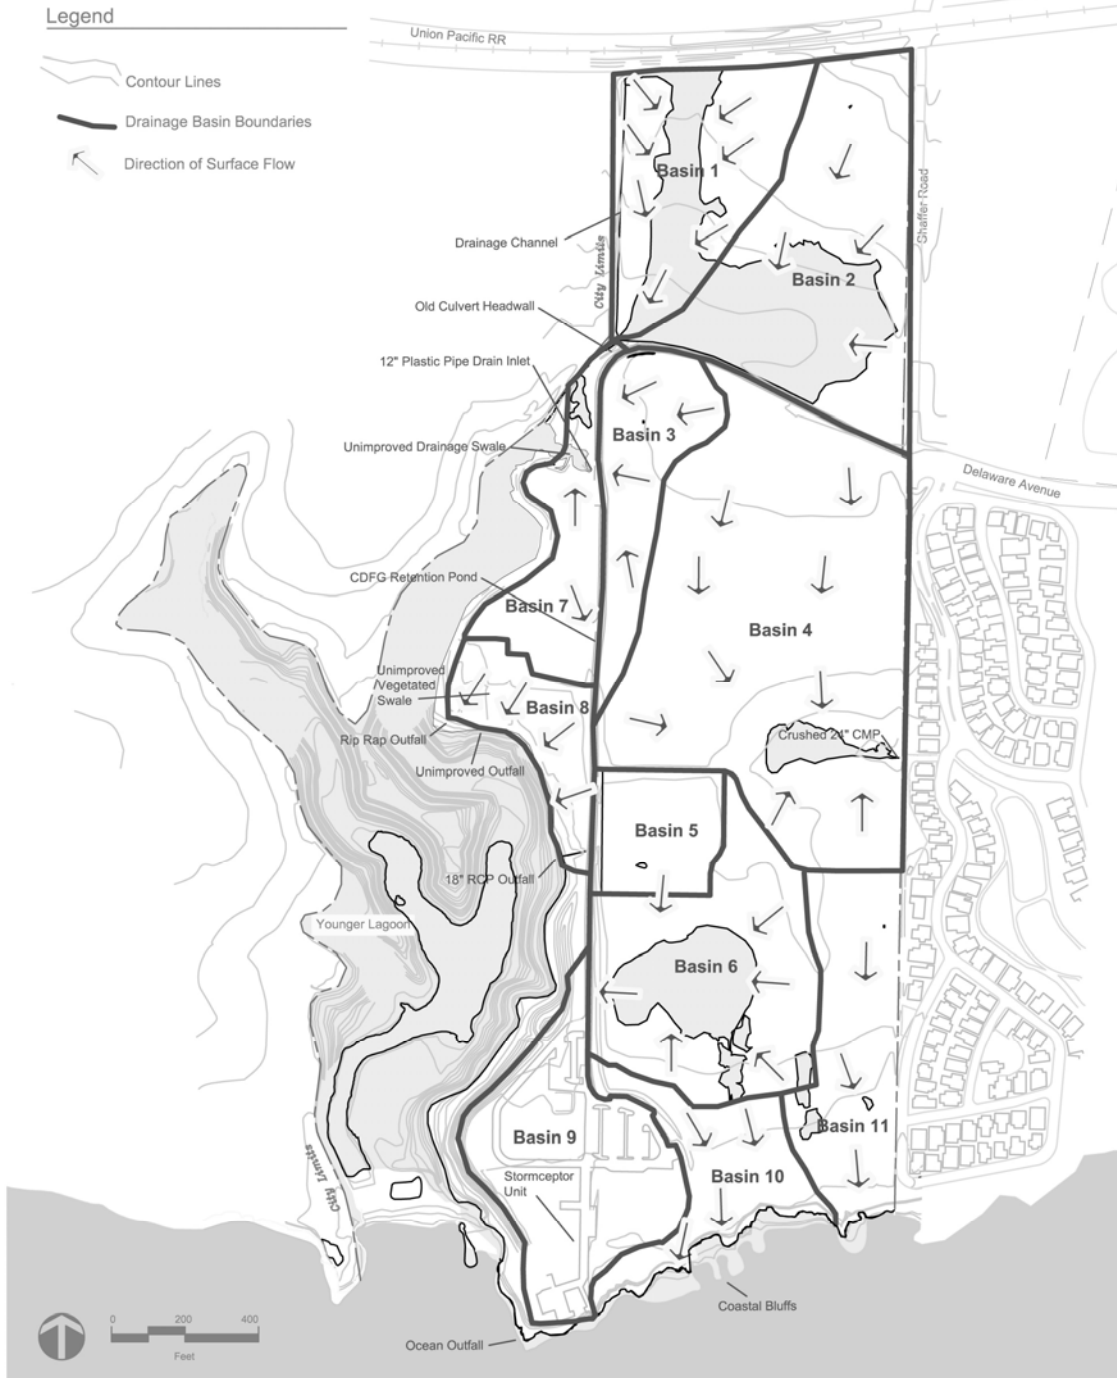 Legend
Contour Lines
Drainage Basin Boundaries
Direction of Surface Flow
Union Pacific RR
Basin 1
Shaffer Road
Drainage Channel
City Limits
Basin 2
Old Culvert Headwall
12" Plastic Pipe Drain Inlet
Basin 3
Unimproved Drainage Swale
Delaware Avenue
CDFG Retention Pond
Basin 7
Basin 4
Unimproved
Vegetated
Swale
Basin 8
Rip Rap Outfall
Crushed 24" CMP
Unimproved Outfall
Basin 5
18" RCP Outfall
Younger Lagoon
Basin 6
Basin 9
Basin 11
City Limits
Stormceptor
Unit
Basin 10
Coastal Bluffs
Ocean Outfall
0 200 400
Feet